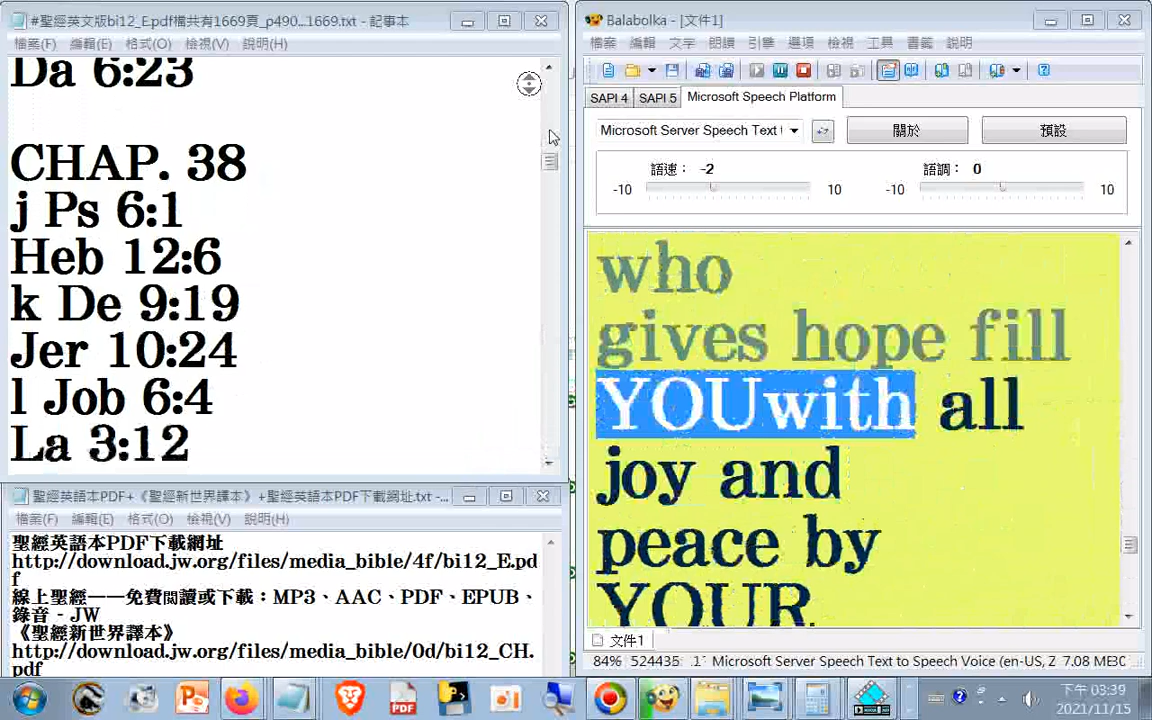 #聖經英文版bi12_E.pdf檔共有1669頁_p490...1669.txt - 記事本
檔案(F) 編輯(E) 格式(O) 檢視(V) 說明(H)
Da 6:23
CHAP. 38
j Ps 6:1
Heb 12:6
k De 9:19
Jer 10:24
l Job 6:4
La 3:12
聖經英語本PDF+《聖經新世界譯本》+聖經英語本PDF下載網址.txt -...
檔案(F) 編輯(E) 格式(O) 檢視(V) 說明(H)
聖經英語本PDF下載網址
http://download.jw.org/files/media_bible/4f/bi12_E.pd
f
線上聖經——免費閱讀或下載：MP3、AAC、PDF、EPUB、
錄音 - JW
《聖經新世界譯本》
http://download.jw.org/files/media_bible/0d/bi12_CH.
pdf
Balabolka - [文件1]
檔案 編輯 文字 朗讀 引擎 選項 檢視 工具 書籤 說明
SAPI 4 SAPI 5 Microsoft Speech Platform
Microsoft Server Speech Text 關於 預設
語速： -2 語調： 0
-10 10 -10 10
who
gives hope fill
YOUwith all
joy and
peace by
YOUR
文件1
84% 524435 Microsoft Server Speech Text to Speech Voice (en-US, Z 7.08 МБ
下午 03:39
2021/11/15